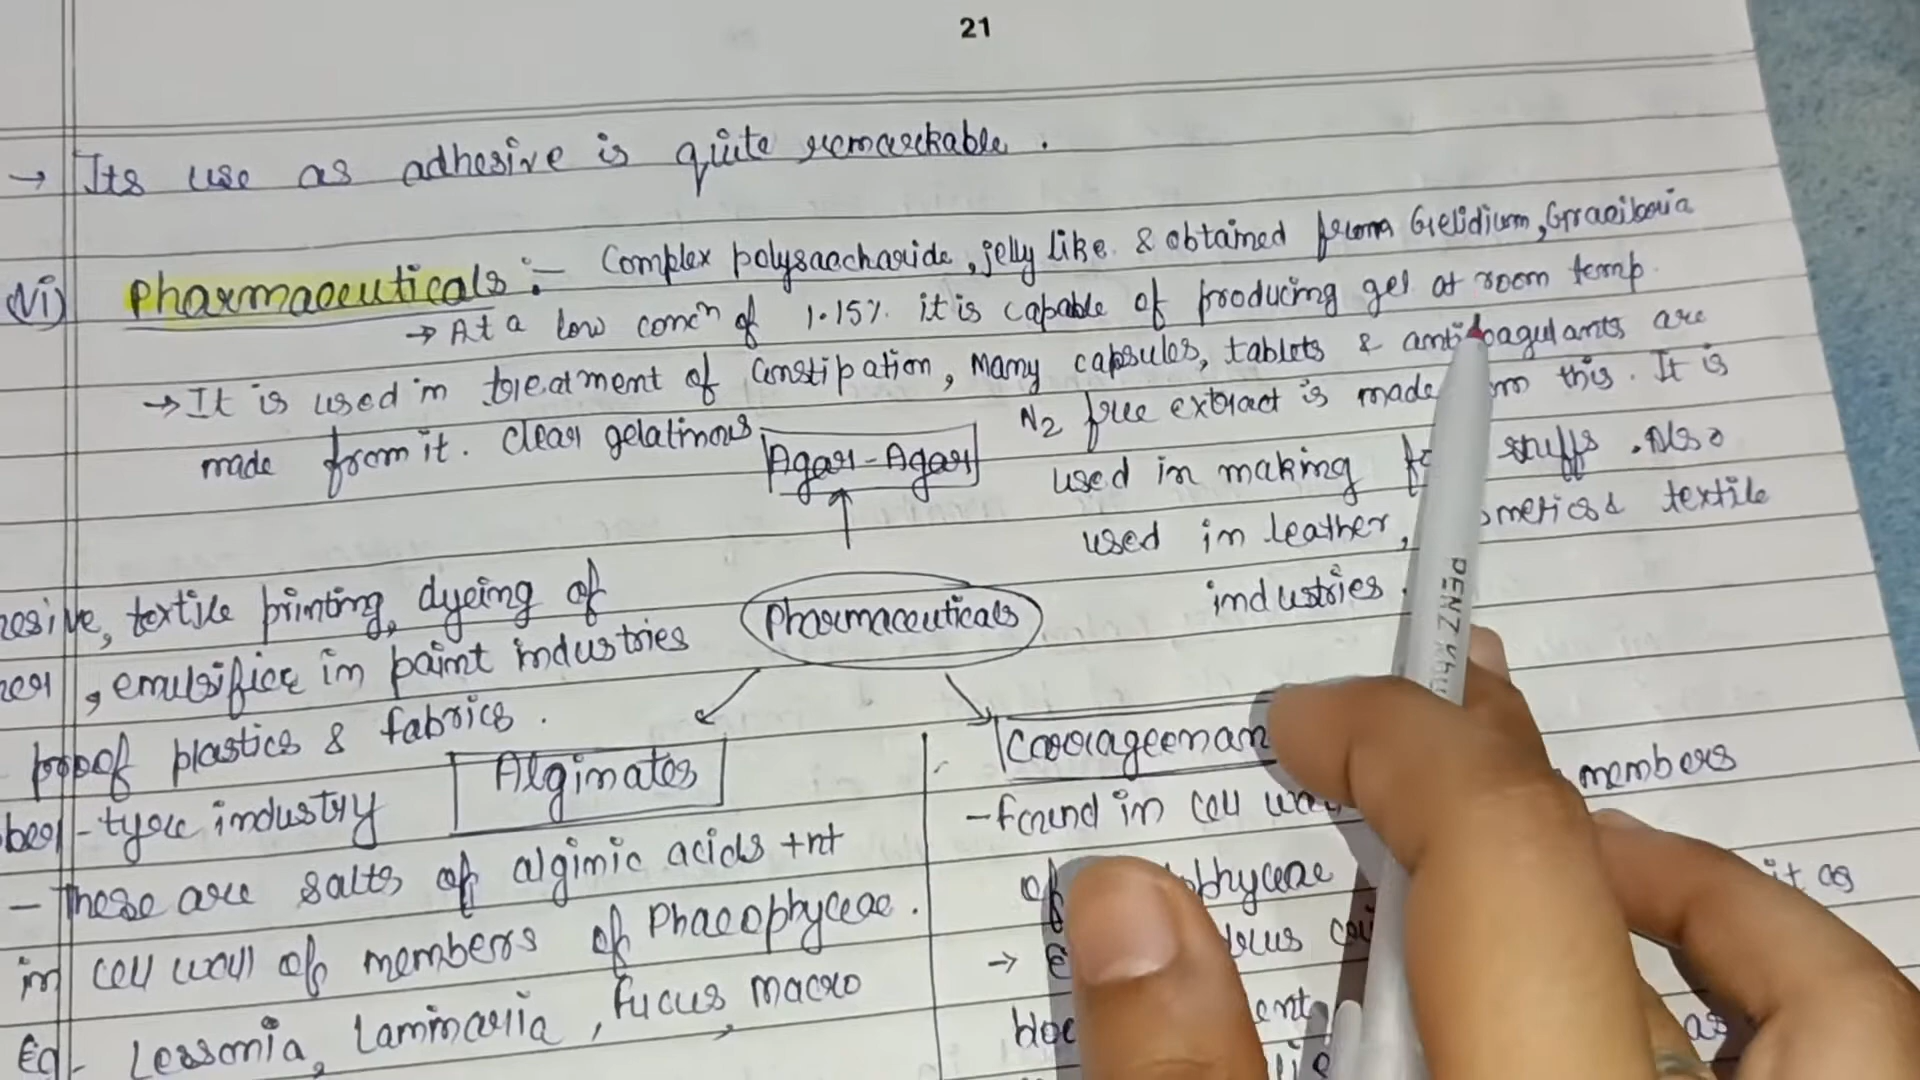 21
→ Its use as adhesive is quite remarkable.
(Vi) Pharmaceuticals :- Complex polysaccharide, jelly like & obtained from Gelidium, Gracilaria
→ At a low concⁿ of 1.15% it is capable of producing gel at room temp.
→ It is used in treatment of Constipation, Many capsules, tablets & anticoagulants are
made from it. Clear gelatinous N2 free extract is made this. It is
Agar-Agar
used in making stuffs. Also
used in leather, textile
industries.
textile printing, dyeing of
Pharmaceuticals
, emulsifier in paint industries
proof plastics & fabrics.
Alginates
Carrageenan
-type industry
- found in cell members
- These are salts of alginic acids +nt
of it as
in cell wall of members of Phaeophyceae.
→
Eg- Lessonia, Laminaria, Fucus macro
PENZ